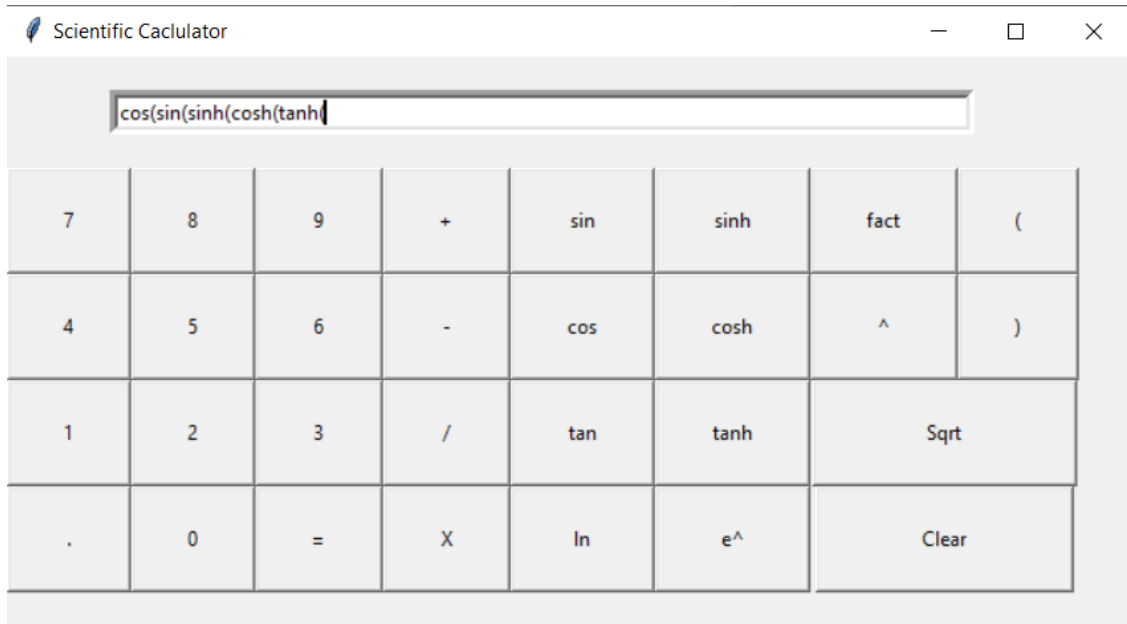 Scientific Caclulator
cos(sin(sinh(cosh(tanh(
7 8 9 + sin sinh fact (
4 5 6 - cos cosh ^ )
1 2 3 / tan tanh Sqrt
. 0 = X ln e^ Clear